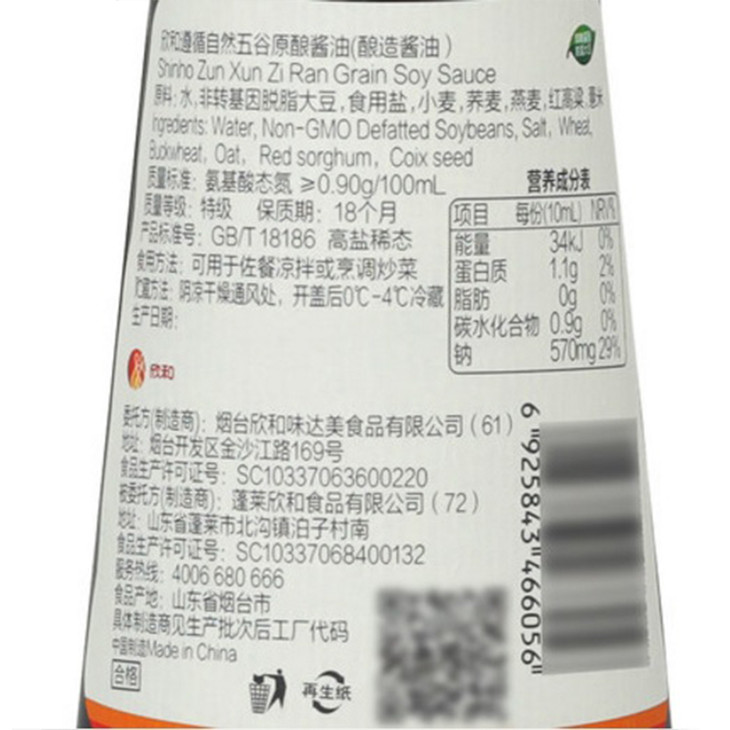 欣和遵循自然五谷原酿酱油(酿造酱油)
Shinho Zun Xun Zi Ran Grain Soy Sauce
原料: 水,非转基因脱脂大豆,食用盐,小麦,荞麦,燕麦,红高粱,薏米
Ingredients: Water, Non-GMO Defatted Soybeans, Salt, Wheat,
Buckwheat, Oat, Red sorghum, Coix seed
质量标准: 氨基酸态氮 ≥0.90g/100mL
质量等级: 特级 保质期: 18个月
产品标准号: GB/T 18186 高盐稀态
食用方法: 可用于佐餐凉拌或烹调炒菜
贮藏方法: 阴凉干燥通风处, 开盖后0℃-4℃冷藏
生产日期:
营养成分表
项目 每份(10mL) NRV%
能量 34kJ 0%
蛋白质 1.1g 2%
脂肪 0g 0%
碳水化合物 0.9g 0%
钠 570mg 29%
欣和
委托方(制造商): 烟台欣和味达美食品有限公司(61)
地址: 烟台开发区金沙江路169号
食品生产许可证号: SC10337063600220
被委托方(制造商): 蓬莱欣和食品有限公司(72)
地址: 山东省蓬莱市北沟镇泊子村南
食品生产许可证号: SC10337068400132
服务热线: 4006 680 666
食品产地: 山东省烟台市
具体制造商见生产批次后工厂代码
中国制造Made in China
合格
再生纸
6 925843 466056